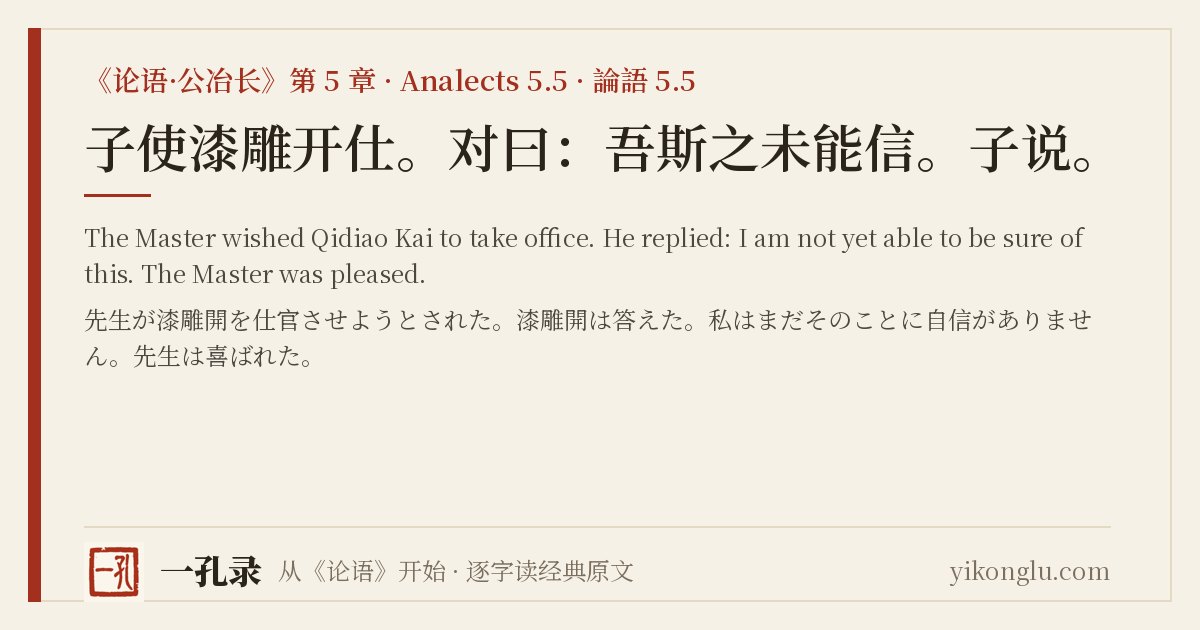 《论语·公冶长》第 5 章 · Analects 5.5 · 論語 5.5
子使漆雕开仕。对曰：吾斯之未能信。子说。
The Master wished Qidiao Kai to take office. He replied: I am not yet able to be sure of
this. The Master was pleased.
先生が漆雕開を仕官させようとされた。漆雕開は答えた。私はまだそのことに自信がありませ
ん。先生は喜ばれた。
一孔
一孔录 从《论语》开始 · 逐字读经典原文 yikonglu.com